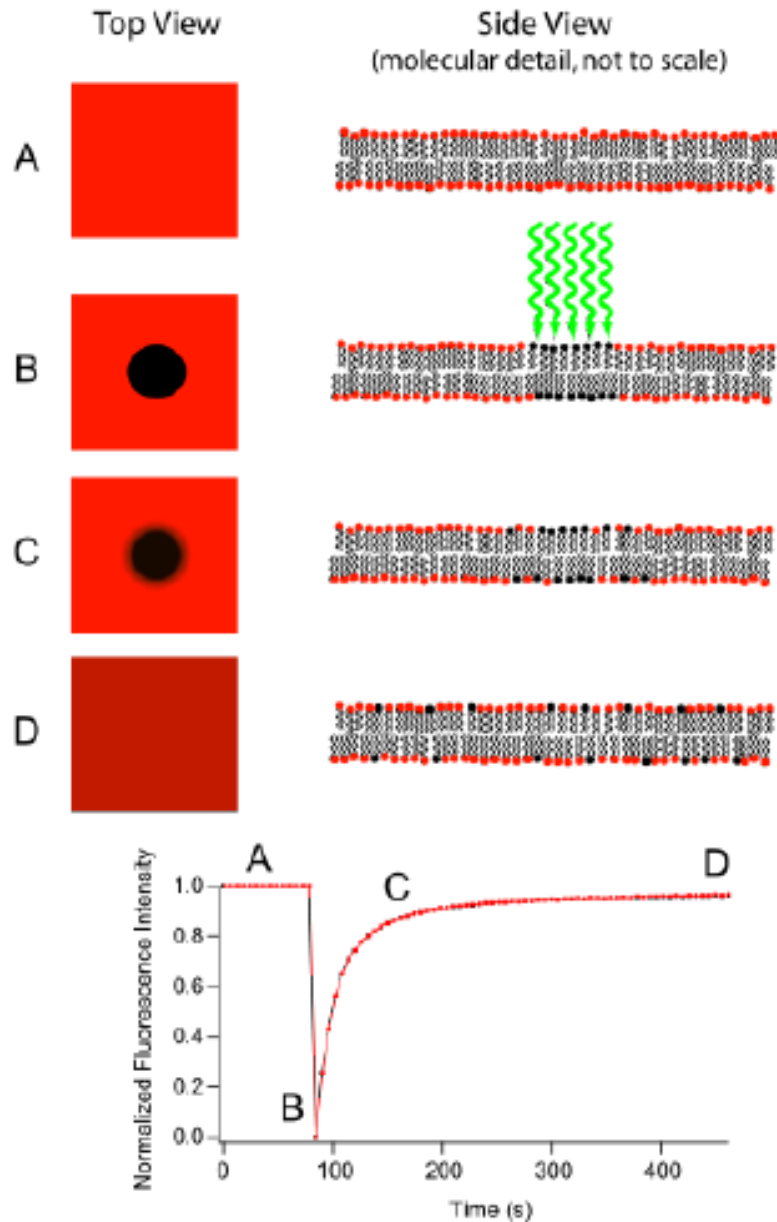 Top View
Side View
(molecular detail, not to scale)
A
B
C
D
Normalized Fluorescence Intensity
1.0
0.8
0.6
0.4
0.2
0.0
A
B
C
D
0 100 200 300 400
Time (s)